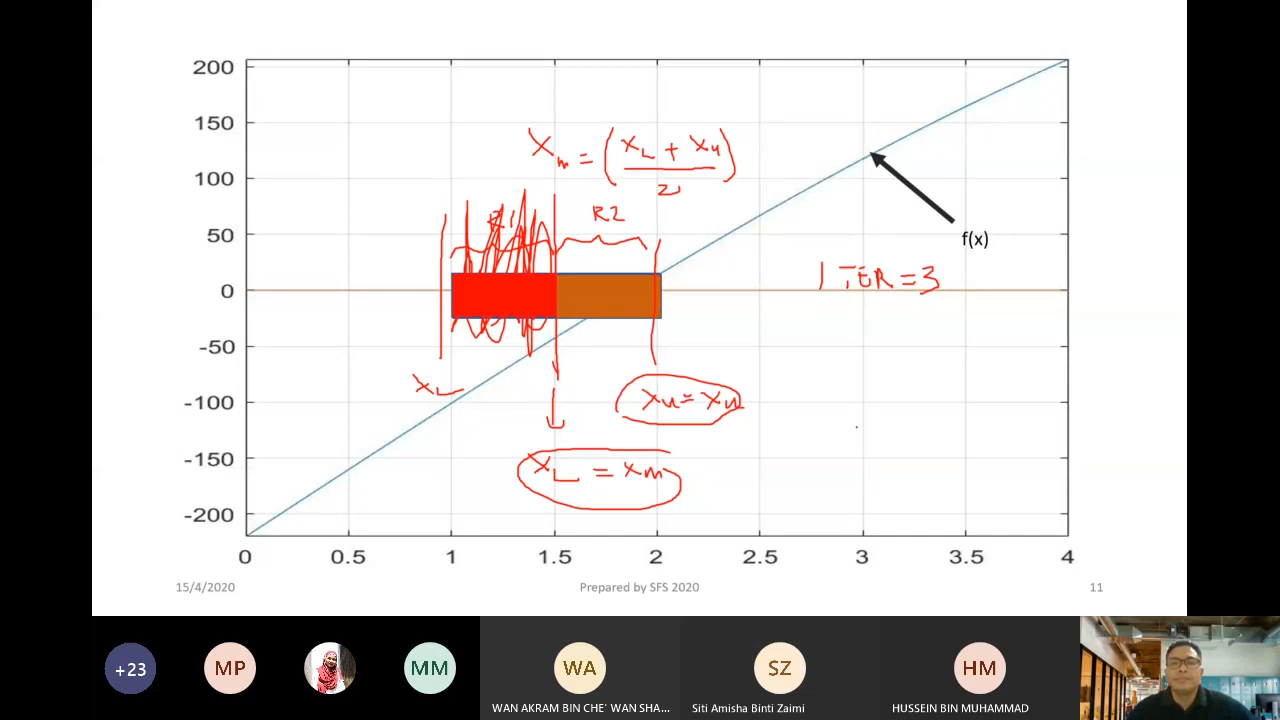 200
150
100
50
0
-50
-100
-150
-200
0 0.5 1 1.5 2 2.5 3 3.5 4
Xm = (XL + Xu / 2)
R1
R2
f(x)
ITER = 3
XL
Xu = Xu
XL = Xm
15/4/2020 Prepared by SFS 2020 11
+23 MP MM WA SZ HM
WAN AKRAM BIN CHE' WAN SHA... Siti Amisha Binti Zaimi HUSSEIN BIN MUHAMMAD